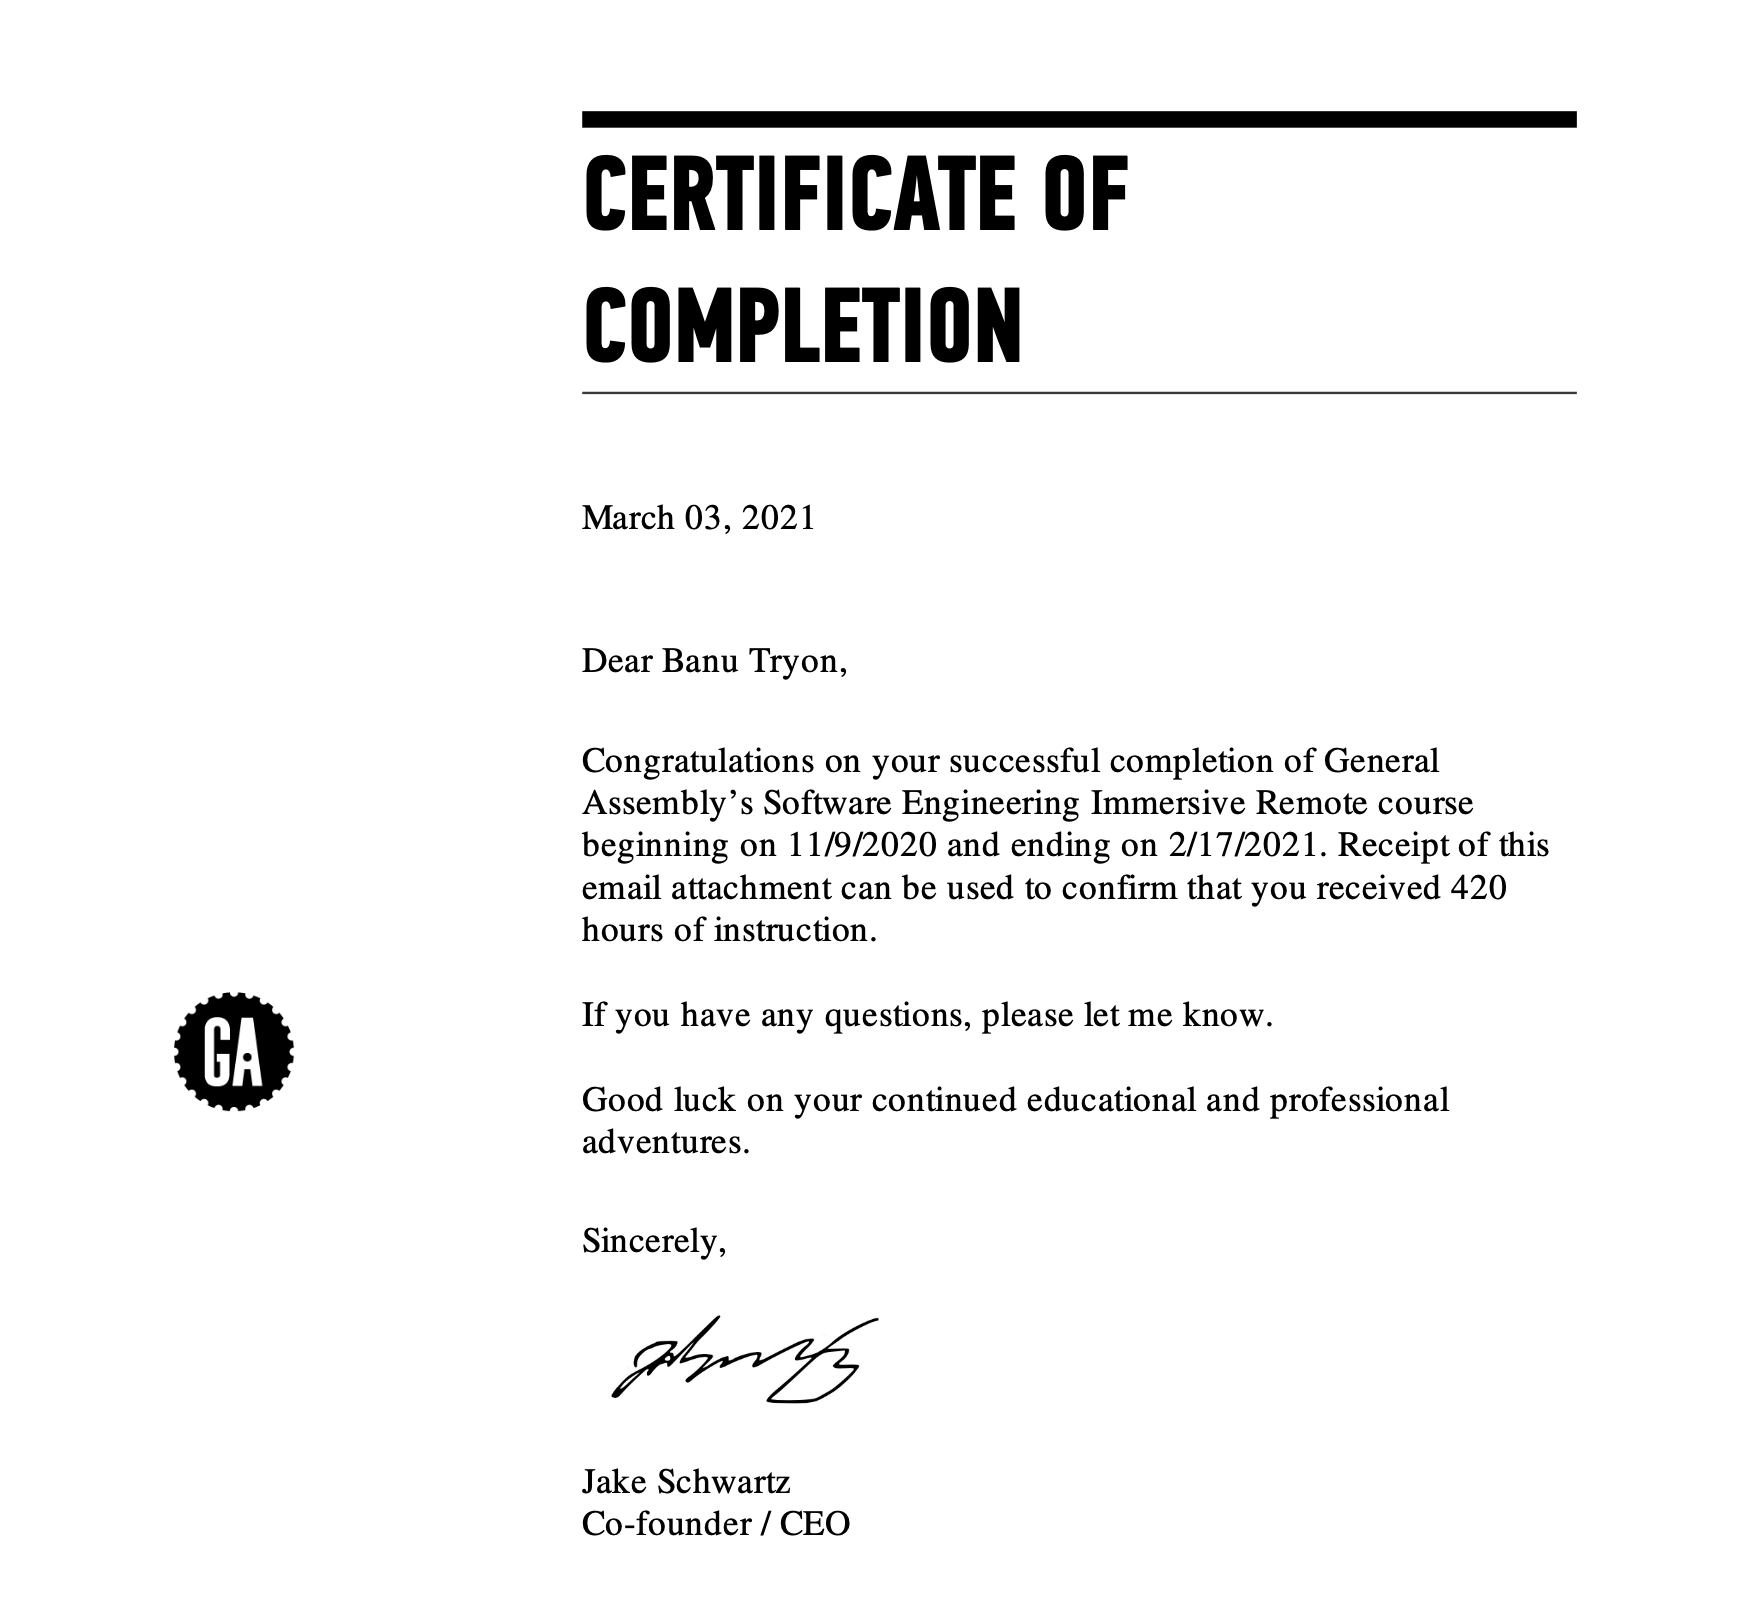 CERTIFICATE OF
COMPLETION
March 03, 2021
Dear Banu Tryon,
Congratulations on your successful completion of General
Assembly’s Software Engineering Immersive Remote course
beginning on 11/9/2020 and ending on 2/17/2021. Receipt of this
email attachment can be used to confirm that you received 420
hours of instruction.
If you have any questions, please let me know.
GA
Good luck on your continued educational and professional
adventures.
Sincerely,
Jake Schwartz
Co-founder / CEO